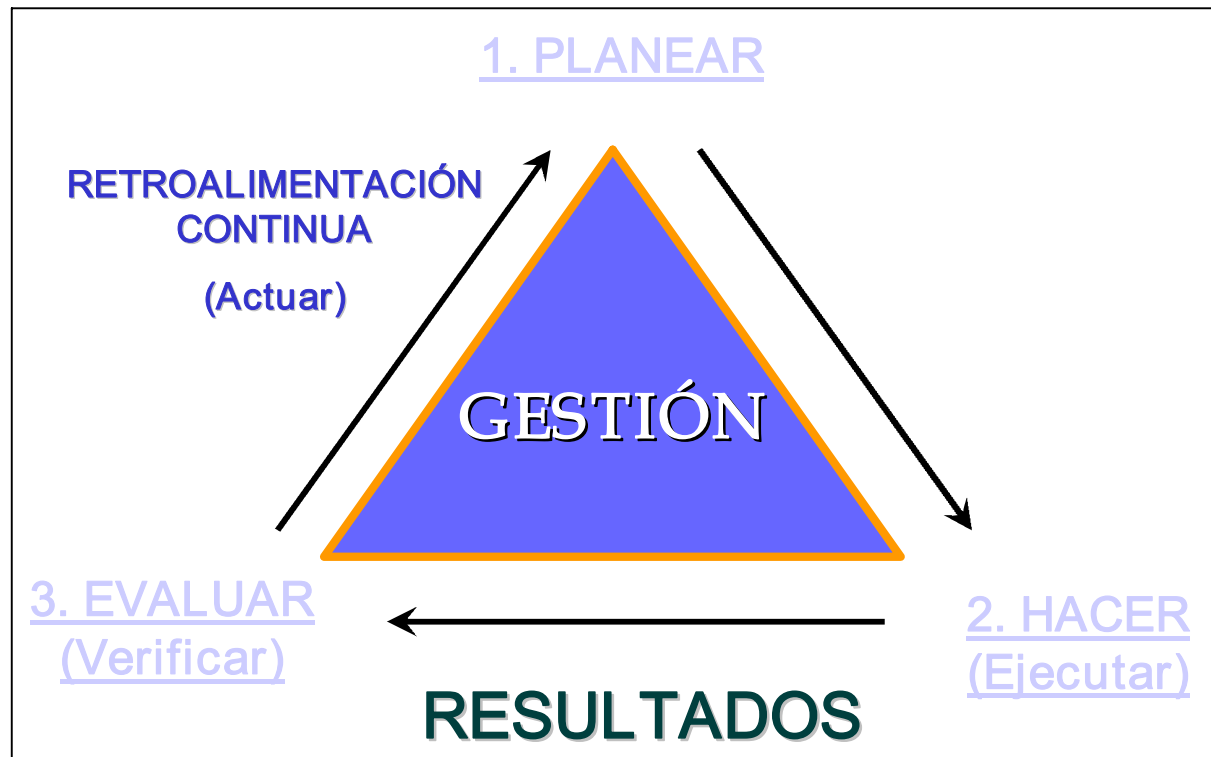 1. PLANEAR
RETROALIMENTACIÓN
CONTINUA
(Actuar)
GESTIÓN
3. EVALUAR
(Verificar)
2. HACER
(Ejecutar)
RESULTADOS